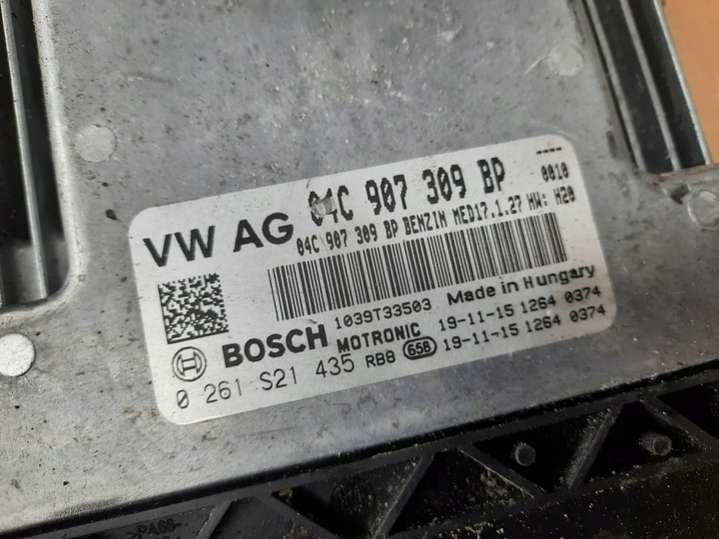 ----
VW AG 04C 907 309 BP 0010
04C 907 309 BP BENZIN MED17.1.27 HW: H20
1039T33503 Made in Hungary
BOSCH MOTRONIC 19-11-15 1264 0374
0 261 S21 435 RB8 656 19-11-15 1264 0374
>PA66-